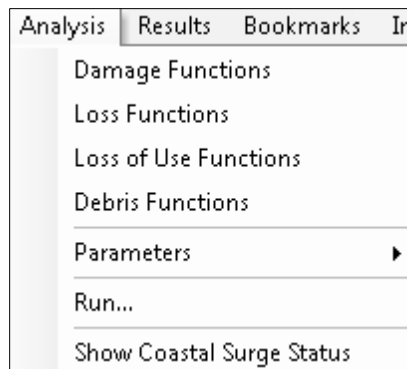 Analysis Results Bookmarks
Damage Functions
Loss Functions
Loss of Use Functions
Debris Functions
Parameters
Run...
Show Coastal Surge Status